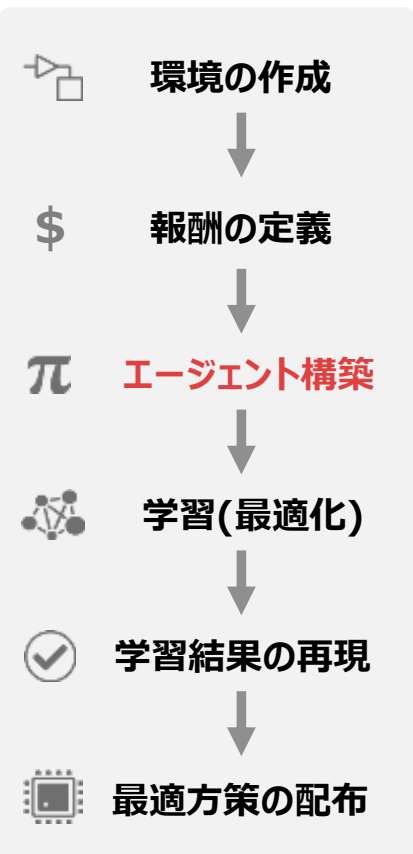 環境の作成
$ 報酬の定義
π エージェント構築
学習(最適化)
学習結果の再現
最適方策の配布